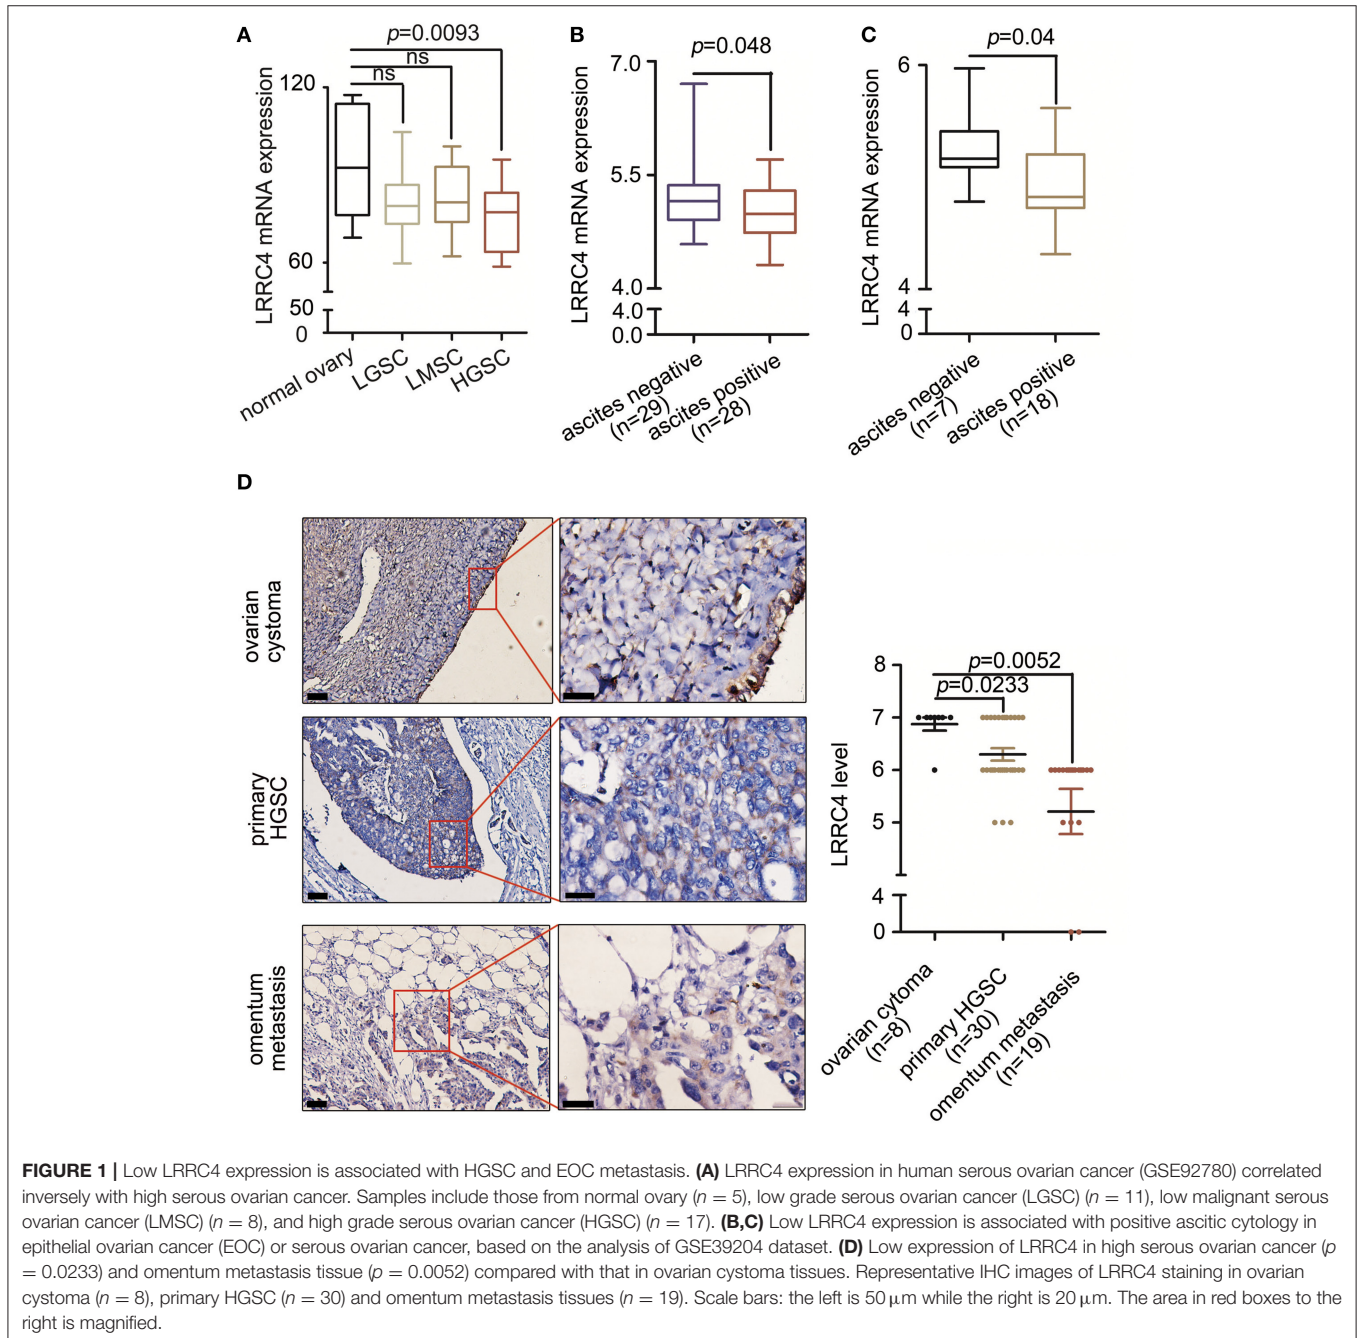 A
p=0.0093
ns
ns
120
60
50
0
LRRC4 mRNA expression
normal ovary
LGSC
LMSC
HGSC
B
p=0.048
7.0
5.5
4.0
4.0
0.0
LRRC4 mRNA expression
ascites negative
(n=29)
ascites positive
(n=28)
C
p=0.04
6
4
4
0
LRRC4 mRNA expression
ascites negative
(n=7)
ascites positive
(n=18)
D
ovarian
cystoma
primary
HGSC
omentum
metastasis
8
7
6
5
4
0
LRRC4 level
p=0.0052
p=0.0233
ovarian cytoma
(n=8)
primary HGSC
(n=30)
omentum metastasis
(n=19)
FIGURE 1 | Low LRRC4 expression is associated with HGSC and EOC metastasis. (A) LRRC4 expression in human serous ovarian cancer (GSE92780) correlated
inversely with high serous ovarian cancer. Samples include those from normal ovary (n = 5), low grade serous ovarian cancer (LGSC) (n = 11), low malignant serous
ovarian cancer (LMSC) (n = 8), and high grade serous ovarian cancer (HGSC) (n = 17). (B,C) Low LRRC4 expression is associated with positive ascitic cytology in
epithelial ovarian cancer (EOC) or serous ovarian cancer, based on the analysis of GSE39204 dataset. (D) Low expression of LRRC4 in high serous ovarian cancer (p
= 0.0233) and omentum metastasis tissue (p = 0.0052) compared with that in ovarian cystoma tissues. Representative IHC images of LRRC4 staining in ovarian
cystoma (n = 8), primary HGSC (n = 30) and omentum metastasis tissues (n = 19). Scale bars: the left is 50 μm while the right is 20 μm. The area in red boxes to the
right is magnified.